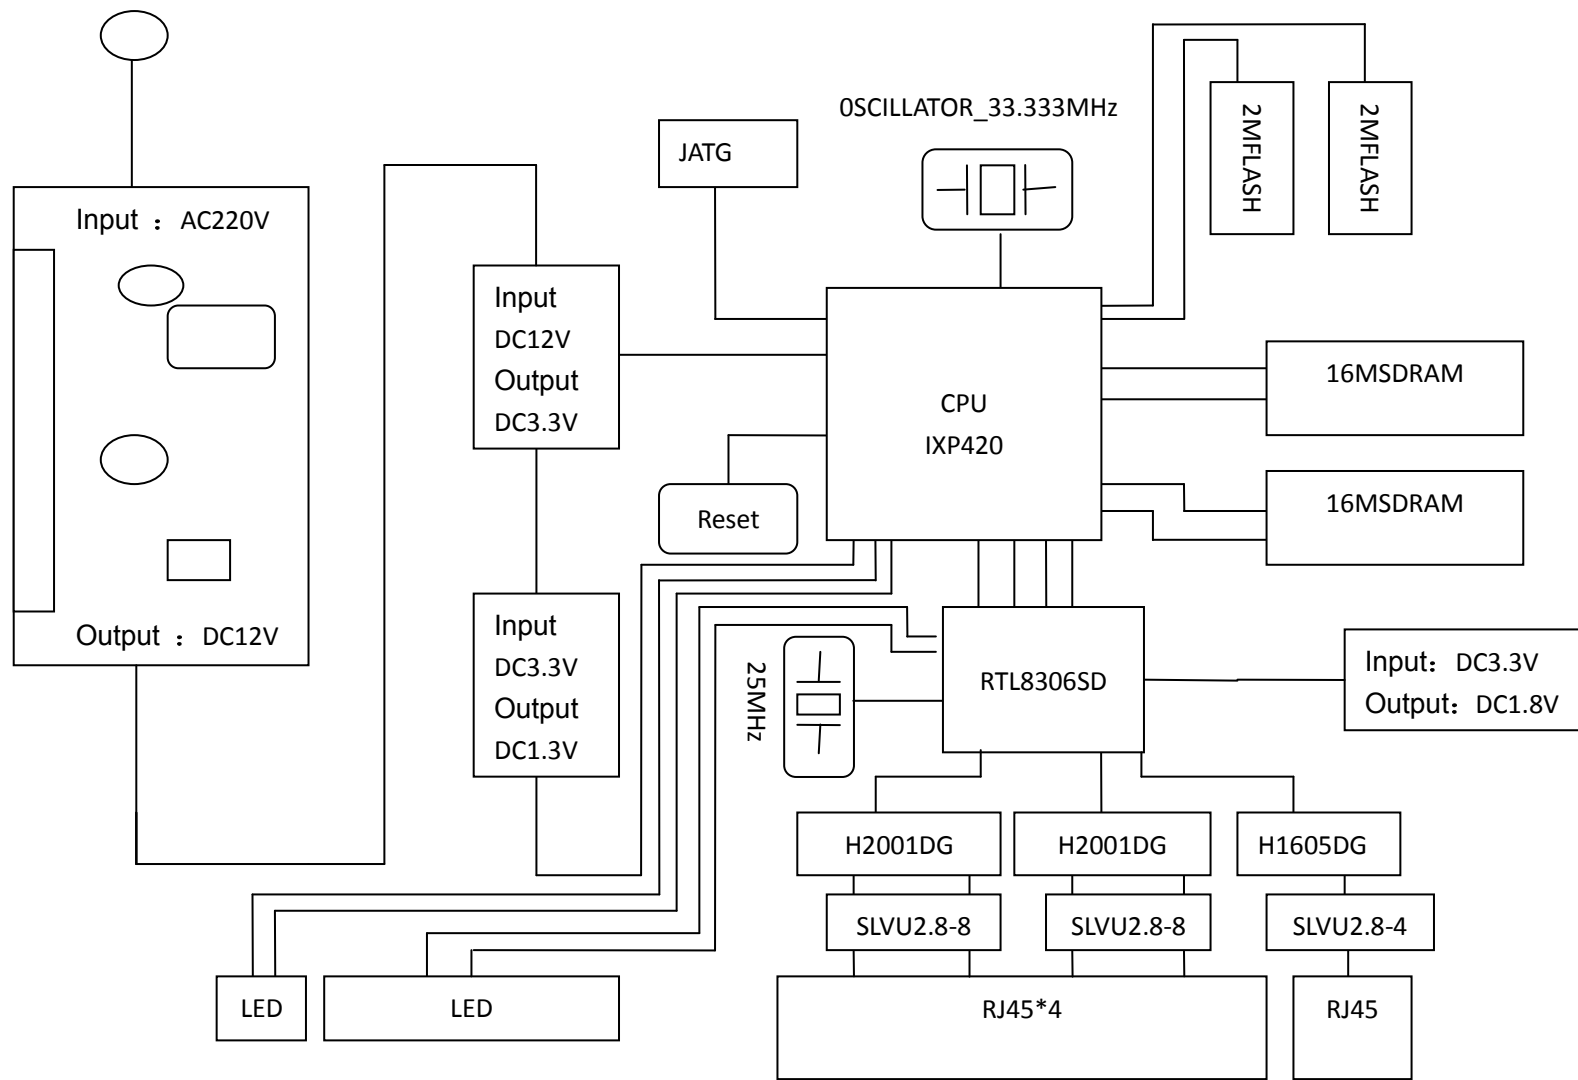 0SCILLATOR_33.333MHz
JATG
2MFLASH
2MFLASH
Input ：AC220V
Output ：DC12V
Input
DC12V
Output
DC3.3V
CPU
IXP420
16MSDRAM
16MSDRAM
Reset
Input
DC3.3V
Output
DC1.3V
25MHz
RTL8306SD
Input：DC3.3V
Output：DC1.8V
H2001DG
H2001DG
H1605DG
SLVU2.8-8
SLVU2.8-8
SLVU2.8-4
LED
LED
RJ45*4
RJ45